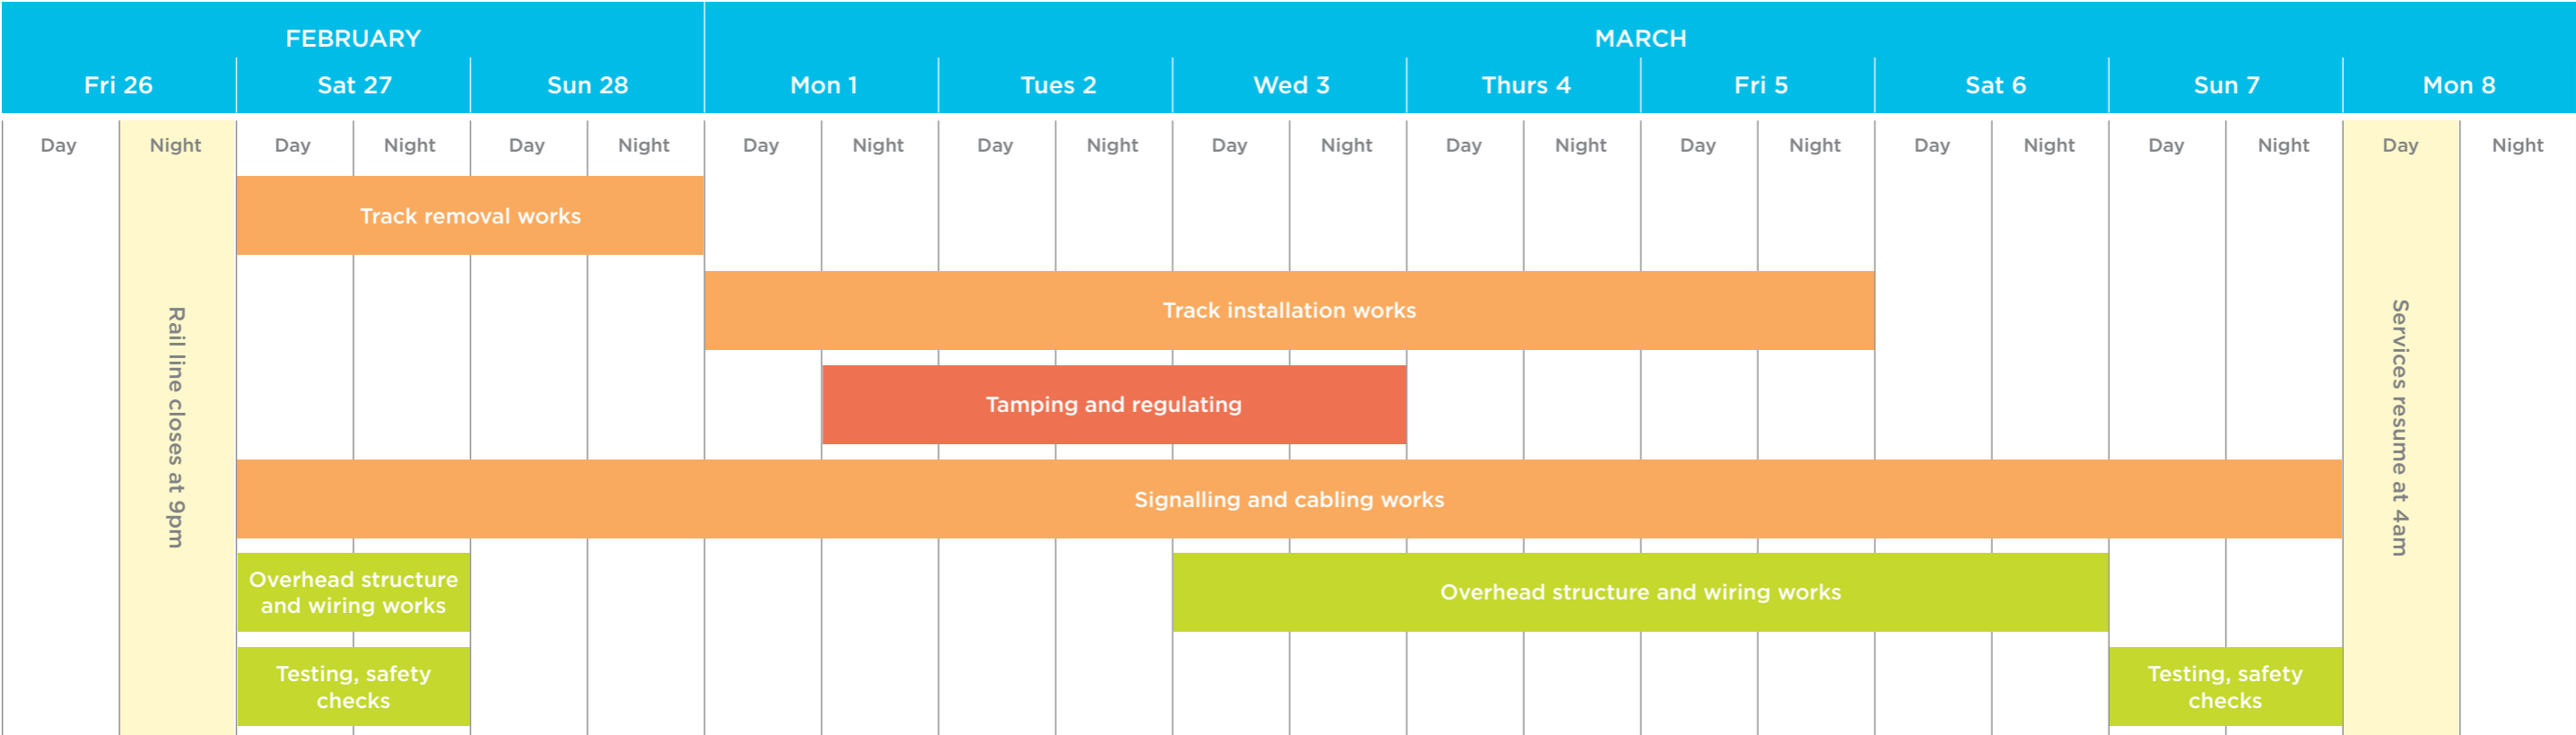 FEBRUARY
MARCH
Fri 26
Sat 27
Sun 28
Mon 1
Tues 2
Wed 3
Thurs 4
Fri 5
Sat 6
Sun 7
Mon 8
Day
Night
Day
Night
Day
Night
Day
Night
Day
Night
Day
Night
Day
Night
Day
Night
Day
Night
Day
Night
Day
Night
Track removal works
Rail line closes at 9pm
Track installation works
Services resume at 4am
Tamping and regulating
Signalling and cabling works
Overhead structure
and wiring works
Overhead structure and wiring works
Testing, safety
checks
Testing, safety
checks